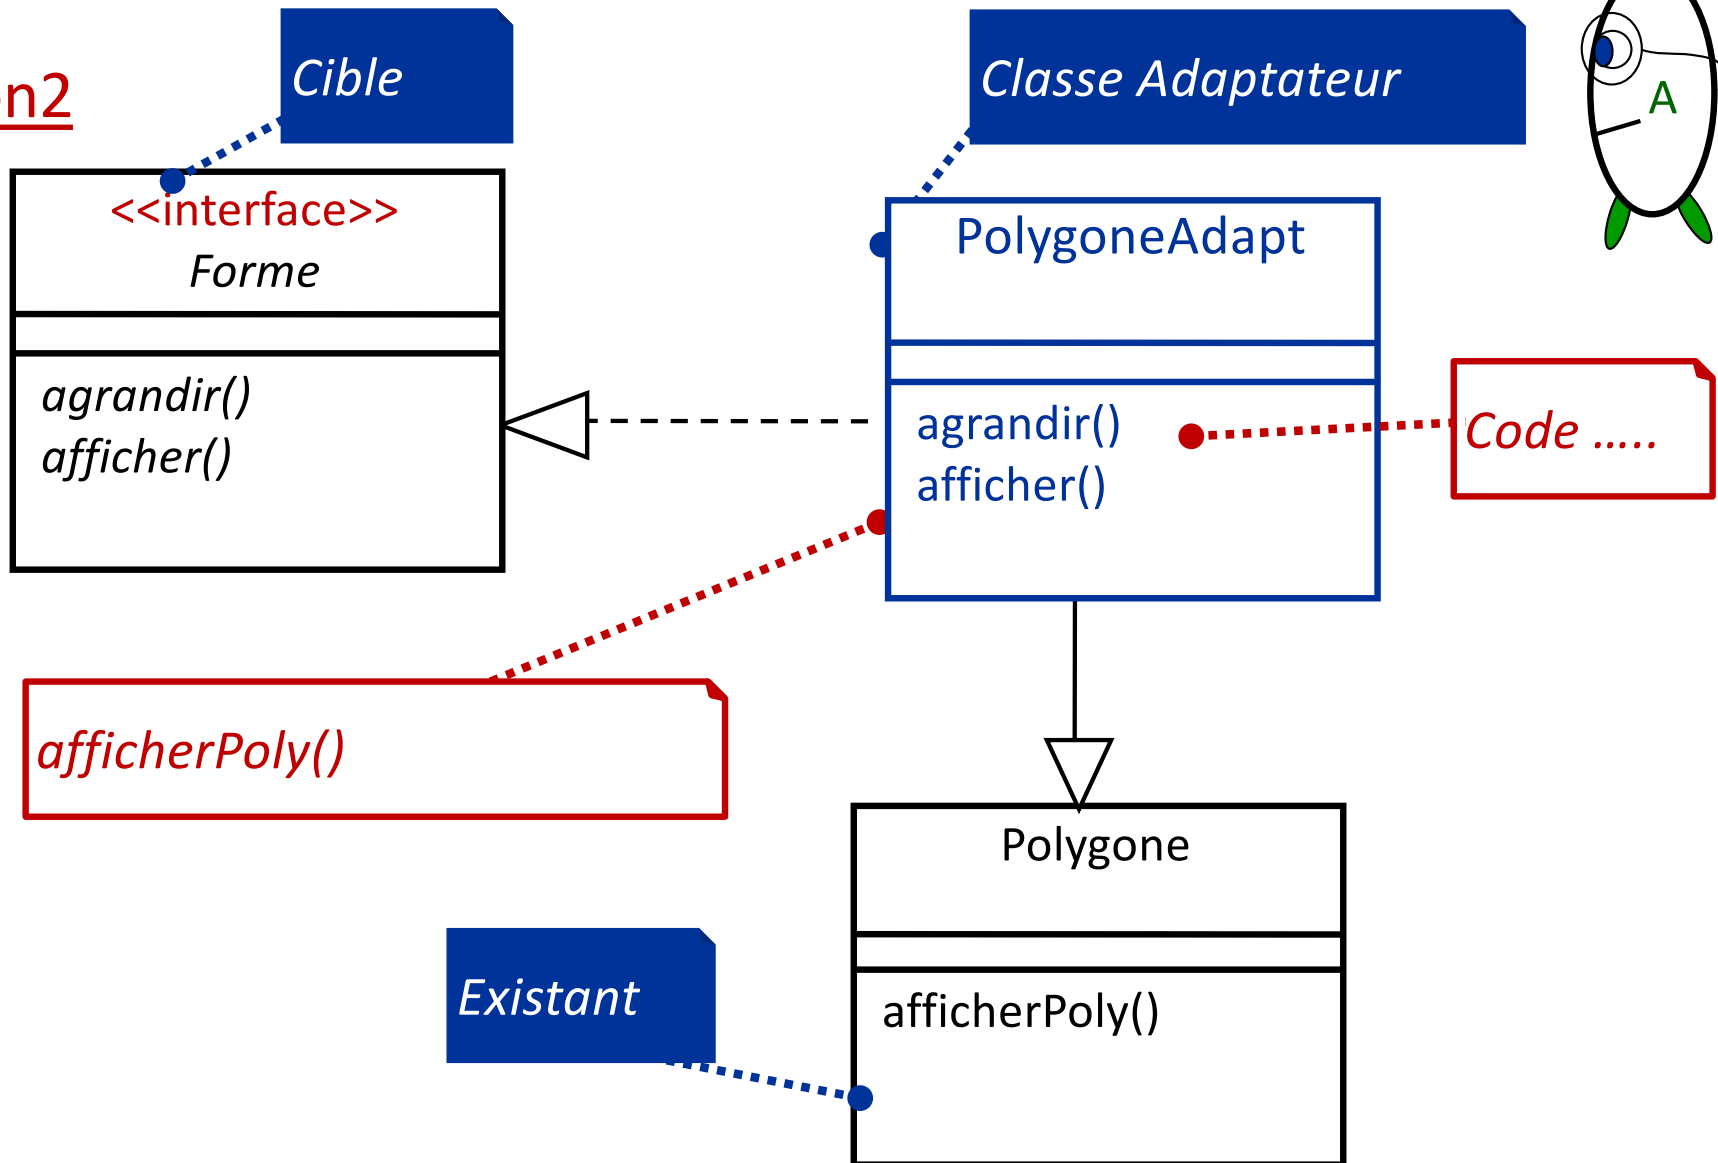 n2
Cible
Classe Adaptateur
A
<<interface>>
Forme
agrandir()
afficher()
PolygoneAdapt
agrandir()
afficher()
Code .....
afficherPoly()
Polygone
afficherPoly()
Existant